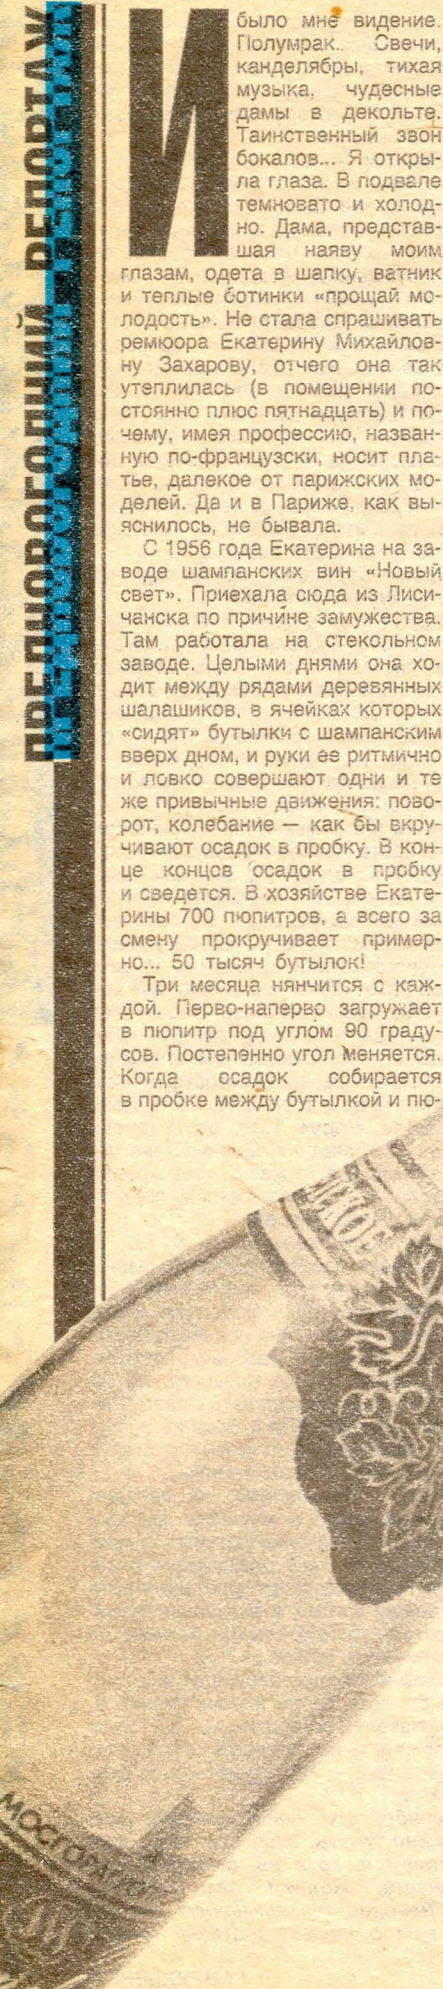 ПРЕДНОВОГОДНИЙ РЕПОРТАЖ
И было мне видение.
Полумрак. Свечи,
канделябры, тихая
музыка, чудесные
дамы в декольте.
Таинственный звон
бокалов... Я откры-
ла глаза. В подвале
темновато и холод-
но. Дама, представ-
шая наяву моим
глазам, одета в шапку, ватник
и теплые ботинки «прощай мо-
лодость». Не стала спрашивать
ремюора Екатерину Михайлов-
ну Захарову, отчего она так
утеплилась (в помещении по-
стоянно плюс пятнадцать) и по-
чему, имея профессию, назван-
ную по-французски, носит пла-
тье, далекое от парижских мо-
делей. Да и в Париже, как вы-
яснилось, не бывала.
С 1956 года Екатерина на за-
воде шампанских вин «Новый
свет». Приехала сюда из Лиси-
чанска по причине замужества.
Там работала на стекольном
заводе. Целыми днями она хо-
дит между рядами деревянных
шалашиков, в ячейках которых
«сидят» бутылки с шампанским
вверх дном, и руки ее ритмично
и ловко совершают одни и те
же привычные движения: пово-
рот, колебание — как бы вкру-
чивают осадок в пробку. В кон-
це концов осадок в пробку
и сведется. В хозяйстве Екате-
рины 700 пюпитров, а всего за
смену прокручивает пример-
но... 50 тысяч бутылок!
Три месяца нянчится с каж-
дой. Перво-наперво загружает
в пюпитр под углом 90 граду-
сов. Постепенно угол меняется.
Когда осадок собирается
в пробке между бутылкой и пю-
СКОЕ